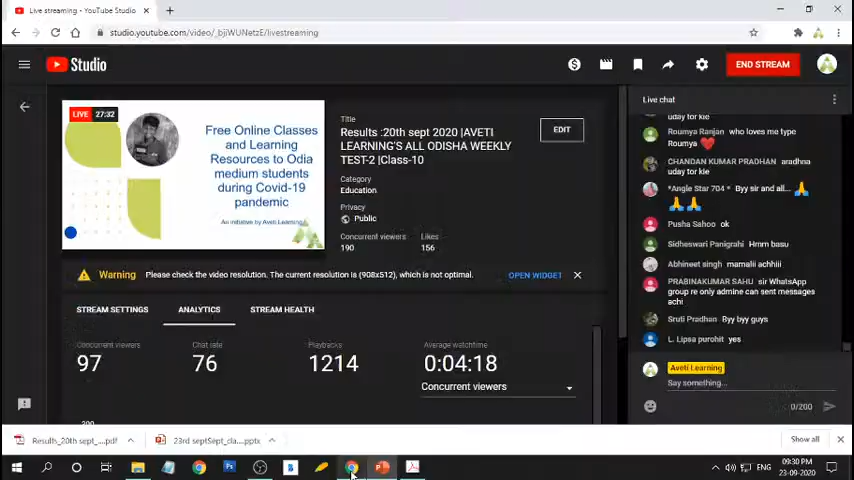 Live streaming - YouTube Studio
studio.youtube.com/video/_bjiWUNetzE/livestreaming
Studio
END STREAM
LIVE 27:32
Free Online Classes
and Learning
Resources to Odia
medium students
during Covid-19
pandemic
An initiative by Aveti Learning
Title
Results :20th sept 2020 |AVETI
LEARNING'S ALL ODISHA WEEKLY
TEST-2 |Class-10
EDIT
Category
Education
Privacy
Public
Concurrent viewers
190
Likes
156
Warning Please check the video resolution. The current resolution is (908x512), which is not optimal. OPEN WIDGET
STREAM SETTINGS ANALYTICS STREAM HEALTH
Concurrent viewers
97
Chat rate
76
Playbacks
1214
Average watchtime
0:04:18
Concurrent viewers
200
Live chat
uday tor kie
Roumya Ranjan who loves me type
Roumya
CHANDAN KUMAR PRADHAN aradhna
uday tor kie
*Angle Star 704 * Byy sir and all...
Pusha Sahoo ok
Sidheswari Panigrahi Hmm basu
Abhineet singh mamalii achhiii
PRABINAKUMAR SAHU sir WhatsApp
group re only admine can sent messages
achi
Sruti Pradhan Byy byy guys
L. Lipsa purohit yes
Aveti Learning
Say something...
0/200
Results_20th sept_....pdf
23rd septSept_cla....pptx
Show all
ENG
09:30 PM
23-09-2020